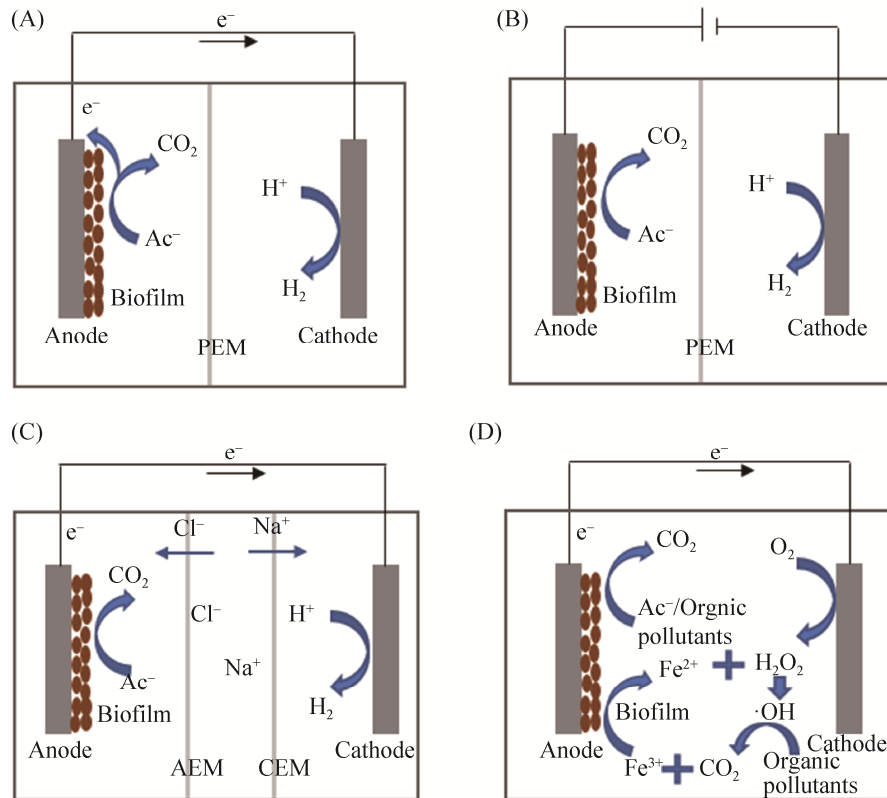 (A)
e⁻
e⁻
CO₂
H⁺
Ac⁻
H₂
Biofilm
Anode
Cathode
PEM
(B)
CO₂
H⁺
Ac⁻
H₂
Biofilm
Anode
Cathode
PEM
(C)
e⁻
e⁻
Cl⁻
Na⁺
CO₂
Cl⁻
H⁺
Na⁺
Ac⁻
H₂
Biofilm
Anode
Cathode
AEM
CEM
(D)
e⁻
e⁻
CO₂
O₂
Ac⁻/Orgnic
pollutants
Fe²⁺
H₂O₂
Biofilm
·OH
Anode
Cathode
Fe³⁺
CO₂
Organic
pollutants